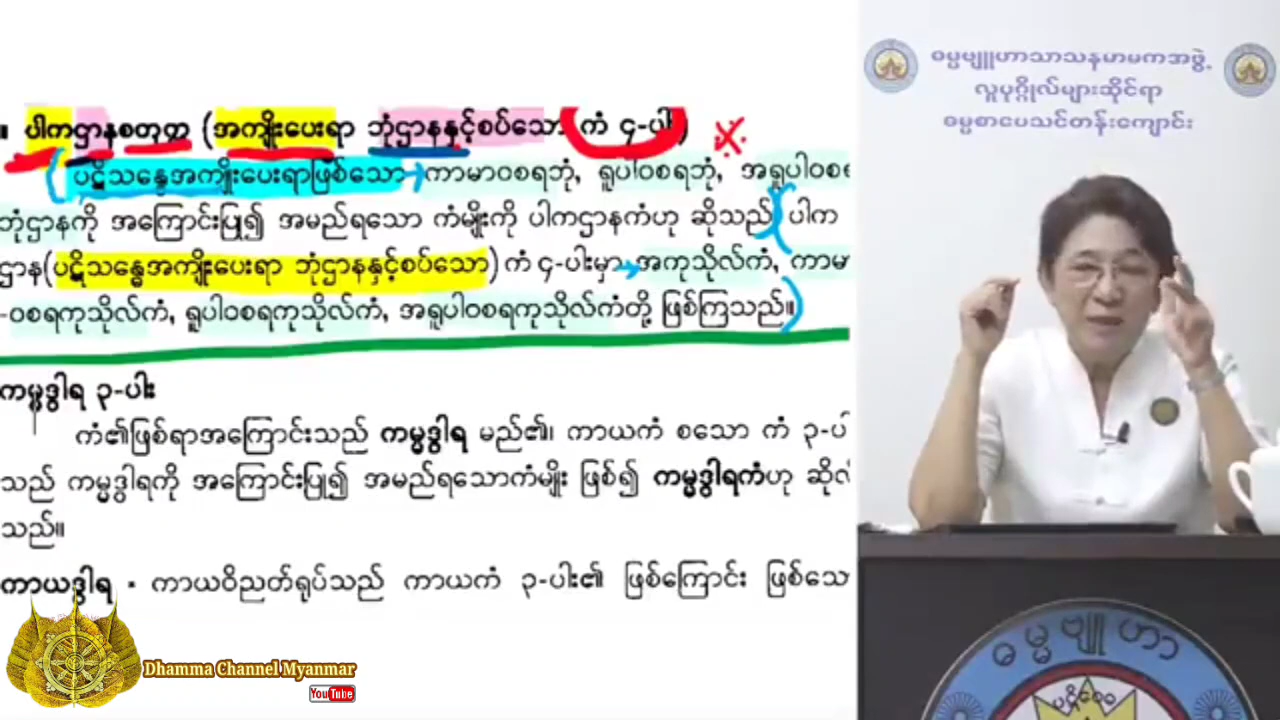 ။ ပါကဌာနစတုက္က (အကျိုးပေးရာ ဘုံဌာနနှင့်စပ်သော ကံ ၄-ပါး)
ပဋိသန္ဓေအကျိုးပေးရာဖြစ်သော ကာမာဝစရဘုံ, ရူပါဝစရဘုံ, အရူပါဝစ
ဘုံဌာနကို အကြောင်းပြု၍ အမည်ရသော ကံမျိုးကို ပါကဌာနကံဟု ဆိုသည်။ ပါက
ဌာန(ပဋိသန္ဓေအကျိုးပေးရာ ဘုံဌာနနှင့်စပ်သော) ကံ ၄-ပါးမှာ အကုသိုလ်ကံ, ကာမာ
-ဝစရကုသိုလ်ကံ, ရူပါဝစရကုသိုလ်ကံ, အရူပါဝစရကုသိုလ်ကံတို့ ဖြစ်ကြသည်။
ကမ္မဒွါရ ၃-ပါး
ကံ၏ဖြစ်ရာအကြောင်းသည် ကမ္မဒွါရ မည်၏၊ ကာယကံ စသော ကံ ၃-ပါ
သည် ကမ္မဒွါရကို အကြောင်းပြု၍ အမည်ရသောကံမျိုး ဖြစ်၍ ကမ္မဒွါရကံဟု ဆိုလို
သည်။
ကာယဒွါရ - ကာယဝိညတ်ရုပ်သည် ကာယကံ ၃-ပါး၏ ဖြစ်ကြောင်း ဖြစ်သော
Dhamma Channel Myanmar
YouTube
ဓမ္မဗျူဟာသာသနမာမကအဖွဲ့
လူပုဂ္ဂိုလ်များဆိုင်ရာ
ဓမ္မစာပေသင်တန်းကျောင်း
ဓမ္မဗျူဟာ